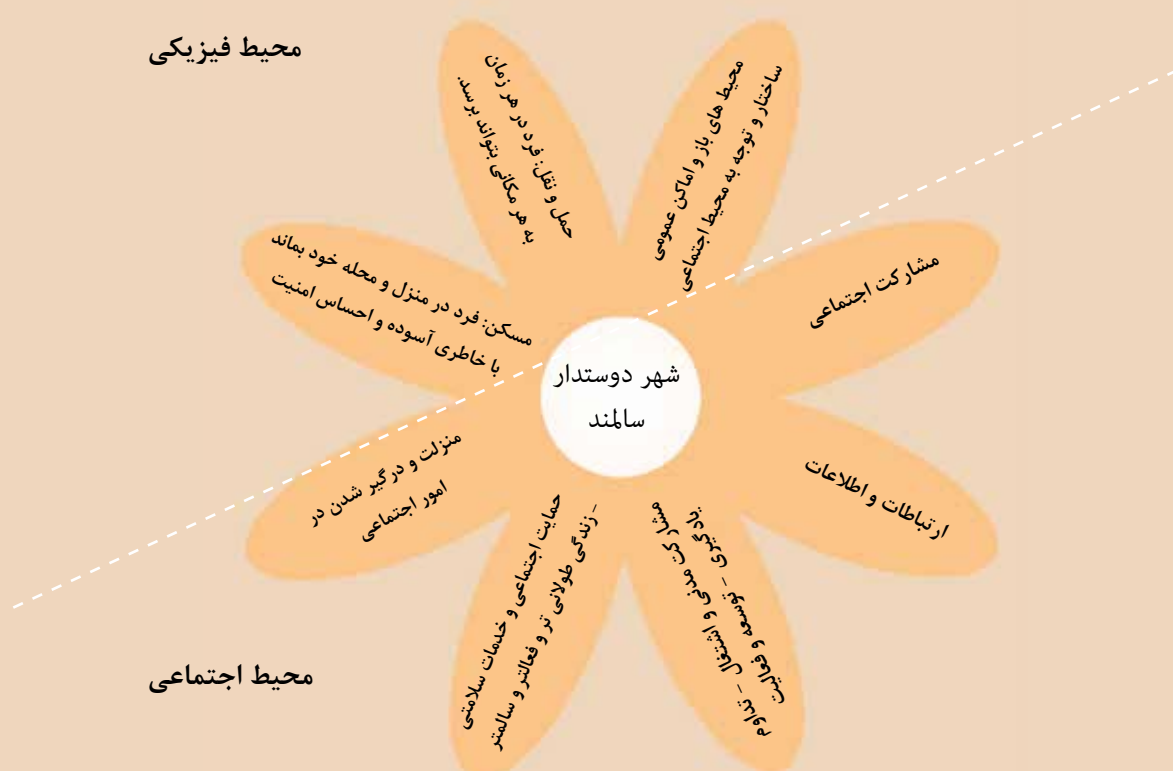 محیط فیزیکی
حمل و نقل: فرد در هر زمان
به هر مکانی بتواند برسد.
محیط های باز و اماکن عمومی
ساختار و توجه به محیط اجتماعی
مشارکت اجتماعی
مسکن: فرد در منزل و محله خود بماند
با خاطری آسوده و احساس امنیت
شهر دوستدار
سالمند
منزلت و درگیر شدن در
امور اجتماعی
ارتباطات و اطلاعات
حمایت اجتماعی و خدمات سلامتی
- زندگی طولانی تر و فعالتر و سالمتر
مشارکت مدنی و اشتغال - تداوم
یادگیری - توسعه و فعالیت
محیط اجتماعی